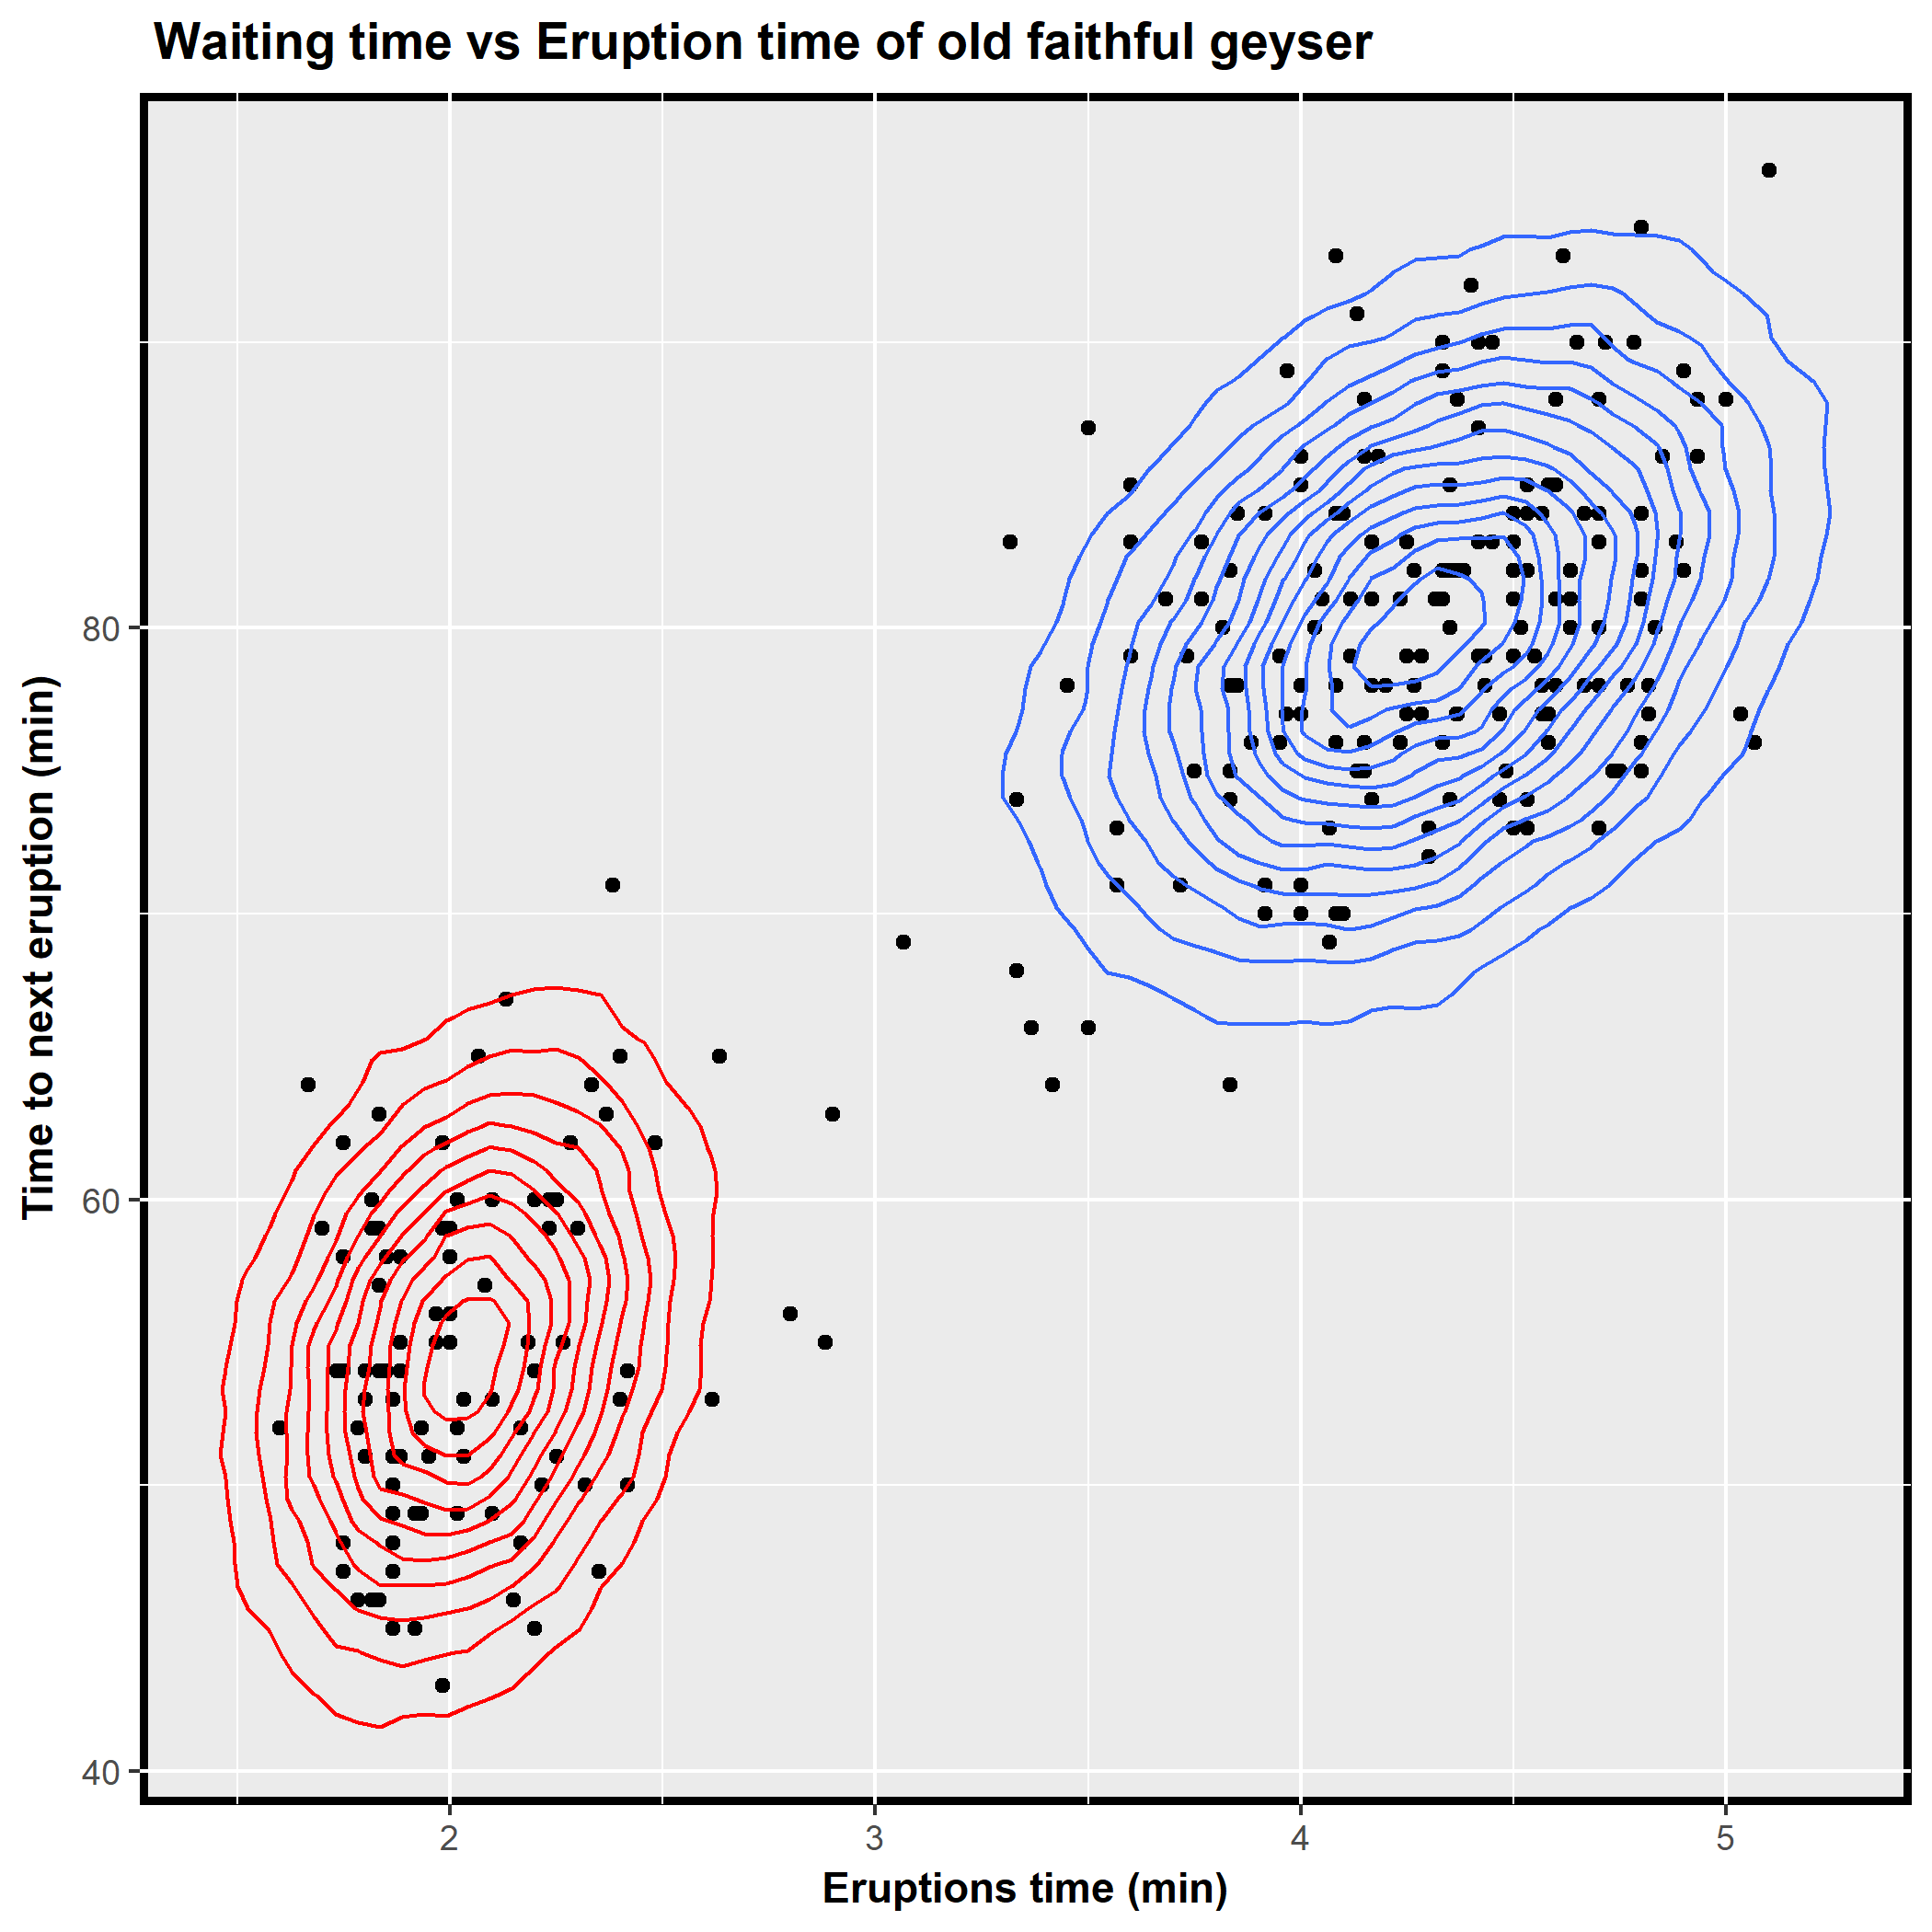 Waiting time vs Eruption time of old faithful geyser
Time to next eruption (min)
80
60
40
2 3 4 5
Eruptions time (min)